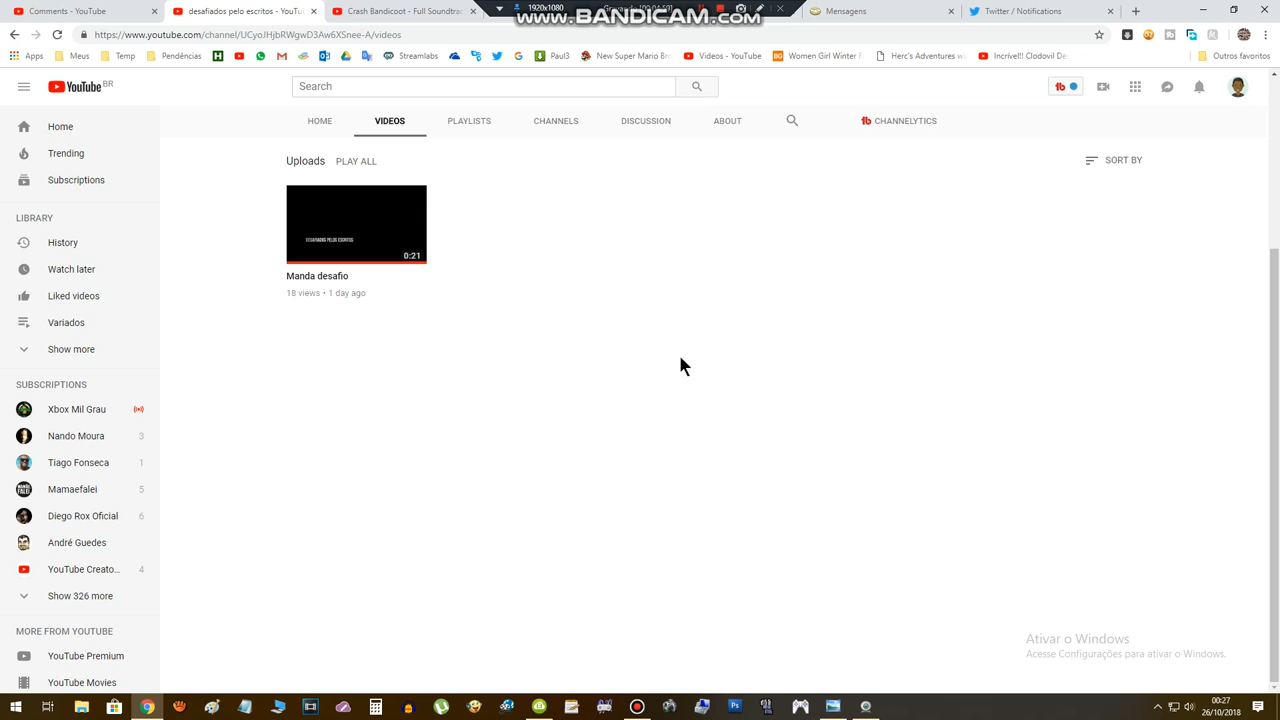 Comments - YouTube
desafiados pelo escritos - YouTu
Crash Bandicoot - Full Soundtrac
1920x1080
Mensagens
Twitter / Notifications
www.BANDICAM.com
https://www.youtube.com/channel/UCyoJHjbRWgwD3Aw6XSnee-A/videos
Apps
Meus
Temp
Pendências
Streamlabs
Paul3
New Super Mario Bro
Videos - YouTube
Women Girl Winter F
Herc's Adventures w
Incrível!! Clodovil De
Outros favoritos
YouTube BR
Search
HOME
VIDEOS
PLAYLISTS
CHANNELS
DISCUSSION
ABOUT
CHANNELYTICS
Home
Trending
Subscriptions
LIBRARY
History
Watch later
Liked videos
Variados
Show more
SUBSCRIPTIONS
Xbox Mil Grau
Nando Moura 3
Tiago Fonseca 1
Mamaefalei 5
Diego Rox Oficial 6
André Guedes
YouTube Creato... 4
Show 326 more
MORE FROM YOUTUBE
YouTube Premium
YouTube Movies
Uploads PLAY ALL
SORT BY
DESAFIADOS PELOS ESCRITOS
0:21
Manda desafio
18 views • 1 day ago
Ativar o Windows
Acesse Configurações para ativar o Windows.
00:27
26/10/2018